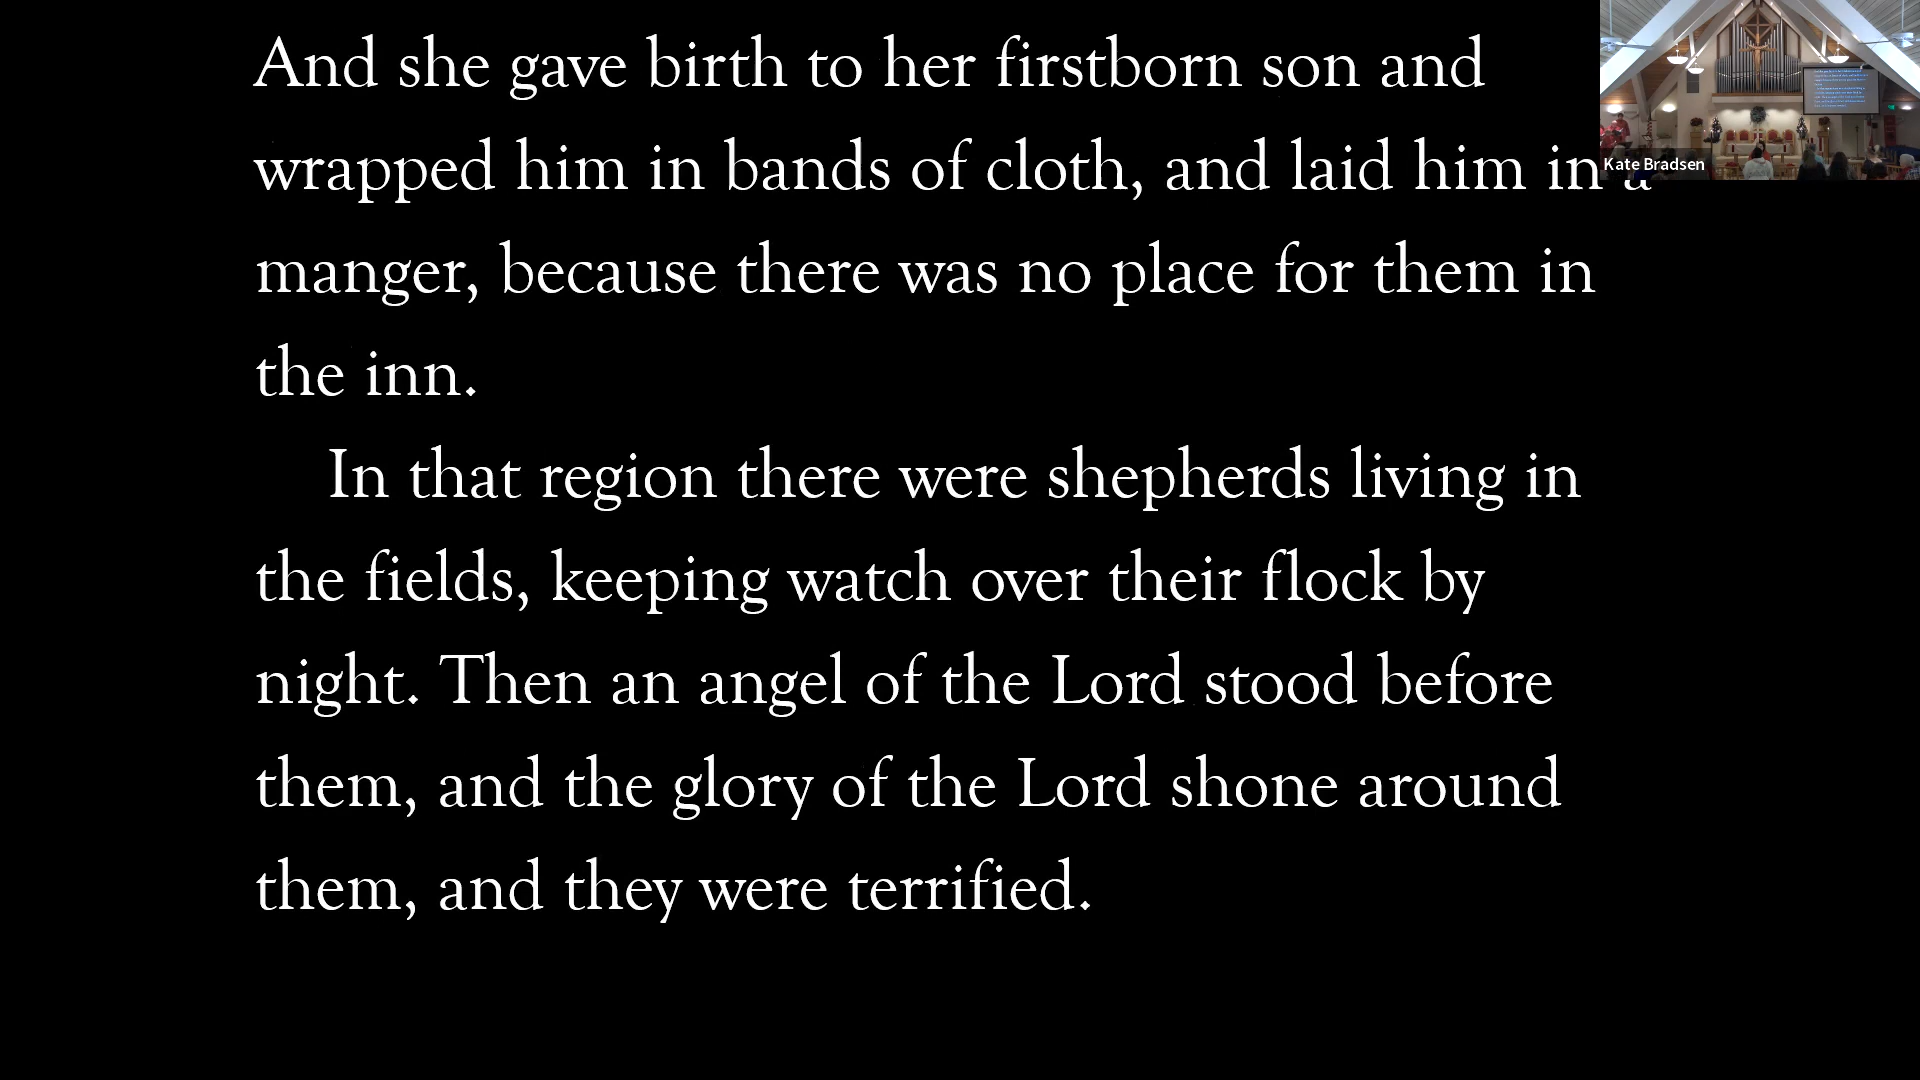 And she gave birth to her firstborn son and
wrapped him in bands of cloth, and laid him in a
manger, because there was no place for them in
the inn.
In that region there were shepherds living in
the fields, keeping watch over their flock by
night. Then an angel of the Lord stood before
them, and the glory of the Lord shone around
them, and they were terrified.
Kate Bradsen